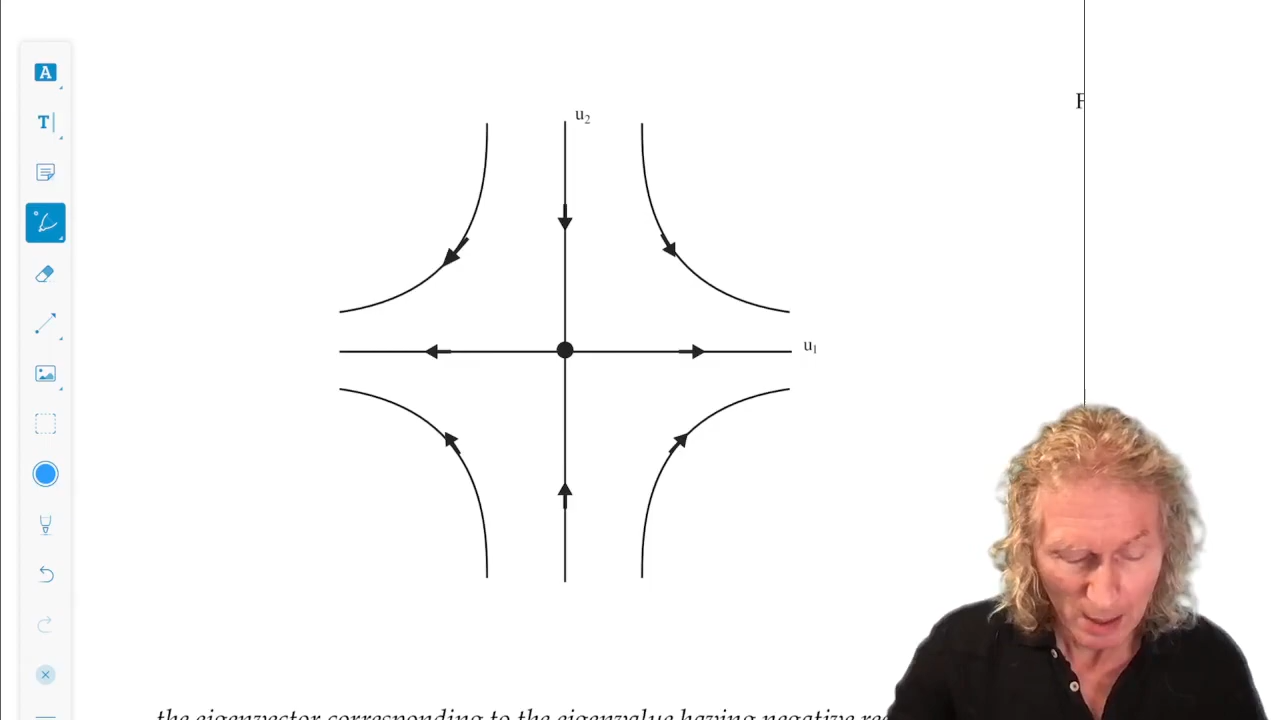 A
T
F
u2
u1
the eigenvector corresponding to the eigenvalue having negative